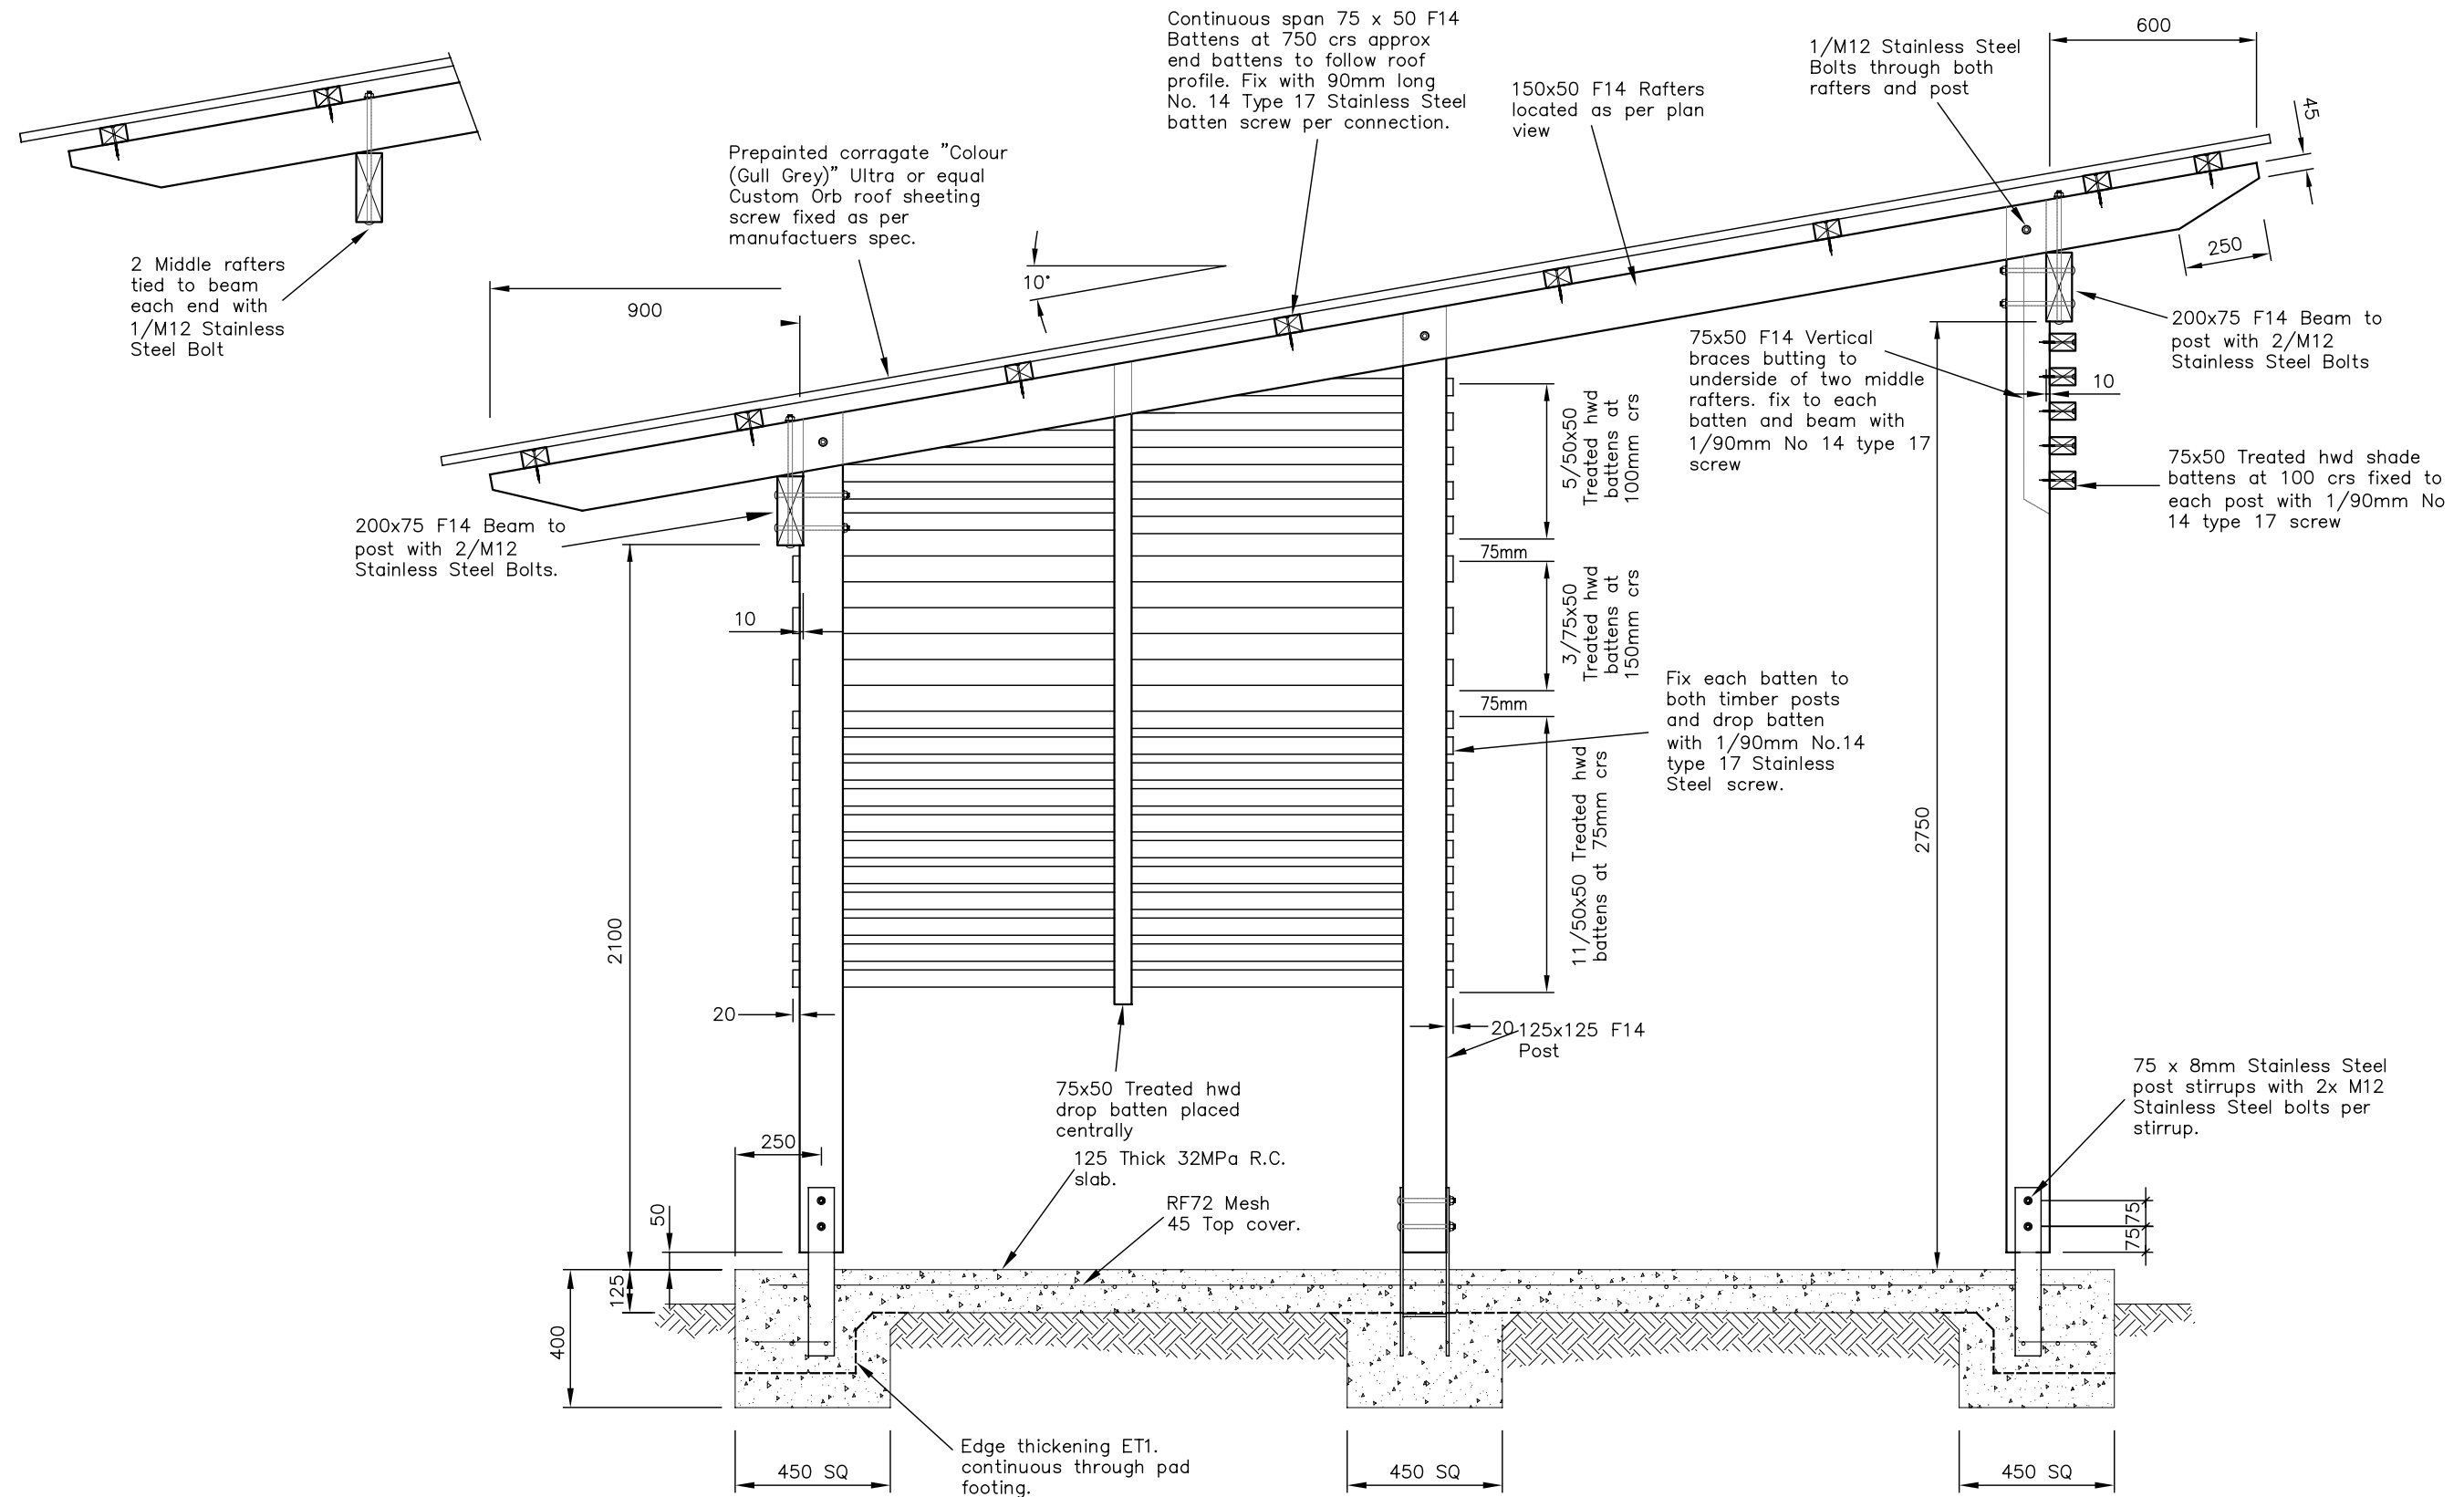 Continuous span 75 x 50 F14
Battens at 750 crs approx
end battens to follow roof
profile. Fix with 90mm long
No. 14 Type 17 Stainless Steel
batten screw per connection.
1/M12 Stainless Steel
Bolts through both
rafters and post
600
150x50 F14 Rafters
located as per plan
view
45
Prepainted corragate "Colour
(Gull Grey)" Ultra or equal
Custom Orb roof sheeting
screw fixed as per
manufactuers spec.
2 Middle rafters
tied to beam
each end with
1/M12 Stainless
Steel Bolt
10°
250
900
75x50 F14 Vertical
braces butting to
underside of two middle
rafters. fix to each
batten and beam with
1/90mm No 14 type 17
screw
200x75 F14 Beam to
post with 2/M12
Stainless Steel Bolts
10
5/50x50
Treated hwd
battens at
100mm crs
75x50 Treated hwd shade
battens at 100 crs fixed to
each post with 1/90mm No
14 type 17 screw
200x75 F14 Beam to
post with 2/M12
Stainless Steel Bolts.
75mm
10
3/75x50
Treated hwd
battens at
150mm crs
75mm
Fix each batten to
both timber posts
and drop batten
with 1/90mm No.14
type 17 Stainless
Steel screw.
11/50x50 Treated hwd
battens at 75mm crs
2750
2100
20
20
125x125 F14
Post
75x50 Treated hwd
drop batten placed
centrally
75 x 8mm Stainless Steel
post stirrups with 2x M12
Stainless Steel bolts per
stirrup.
250
125 Thick 32MPa R.C.
slab.
RF72 Mesh
45 Top cover.
50
75
75
125
400
Edge thickening ET1.
continuous through pad
footing.
450 SQ
450 SQ
450 SQ